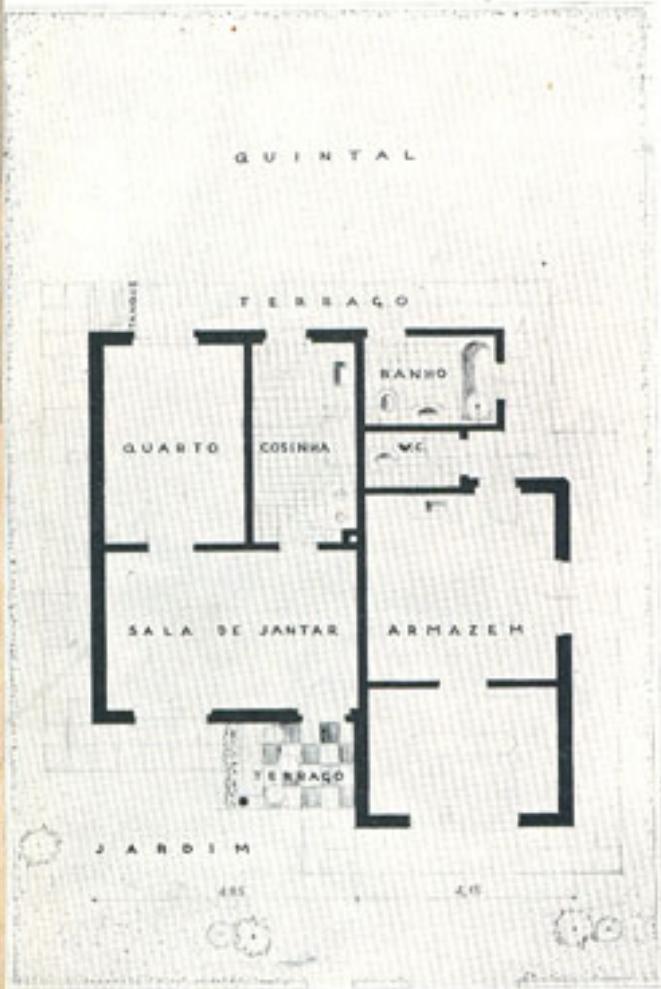 QUINTAL
TERRAÇO
TANQUE
BANHO
QUARTO
COSINHA
W.C.
SALA DE JANTAR
ARMAZEM
TERRAÇO
JARDIM